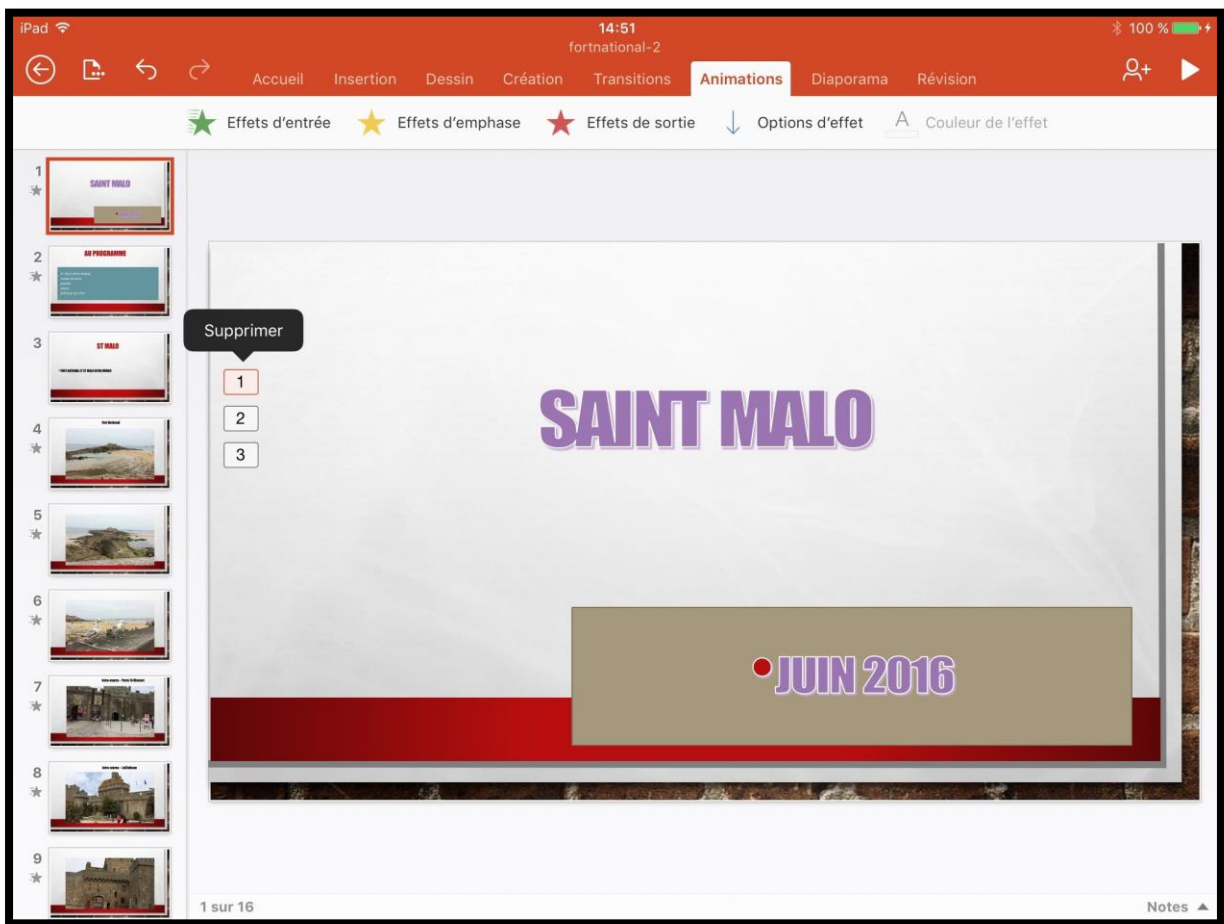 iPad 14:51 100 %
fortnational-2
Accueil Insertion Dessin Création Transitions Animations Diaporama Révision
Effets d'entrée Effets d'emphase Effets de sortie Options d'effet A Couleur de l'effet
1
SAINT MALO
2
AU PROGRAMME
3
ST MALO
4
Fort National
5
6
7
8
9
Supprimer
1
2
3
SAINT MALO
•JUIN 2016
1 sur 16
Notes